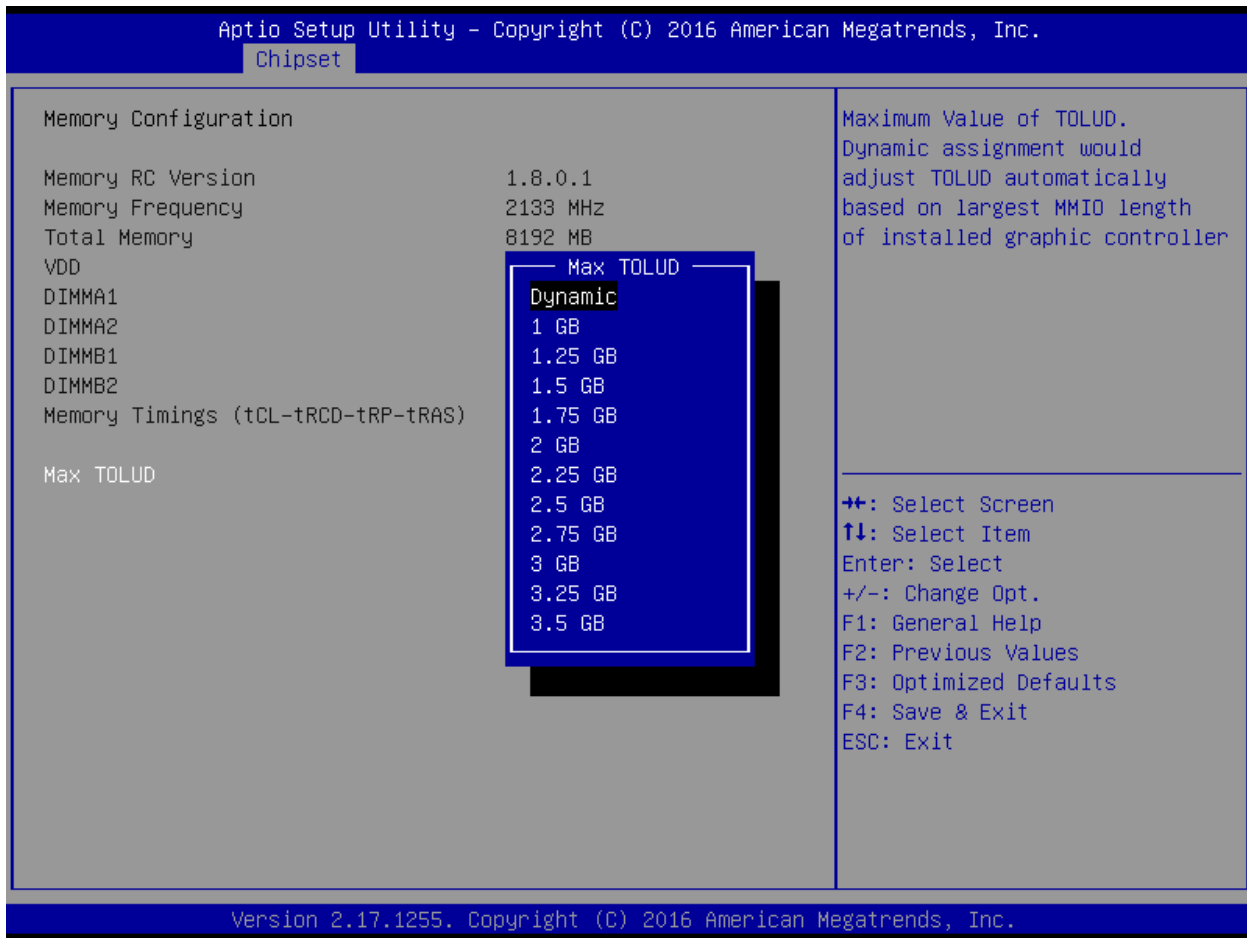 Aptio Setup Utility – Copyright (C) 2016 American Megatrends, Inc.
Chipset
Memory Configuration
Memory RC Version 1.8.0.1
Memory Frequency 2133 MHz
Total Memory 8192 MB
VDD
DIMMA1
DIMMA2
DIMMB1
DIMMB2
Memory Timings (tCL-tRCD-tRP-tRAS)
Max TOLUD
Max TOLUD
Dynamic
1 GB
1.25 GB
1.5 GB
1.75 GB
2 GB
2.25 GB
2.5 GB
2.75 GB
3 GB
3.25 GB
3.5 GB
Maximum Value of TOLUD.
Dynamic assignment would
adjust TOLUD automatically
based on largest MMIO length
of installed graphic controller
→←: Select Screen
↑↓: Select Item
Enter: Select
+/-: Change Opt.
F1: General Help
F2: Previous Values
F3: Optimized Defaults
F4: Save & Exit
ESC: Exit
Version 2.17.1255. Copyright (C) 2016 American Megatrends, Inc.